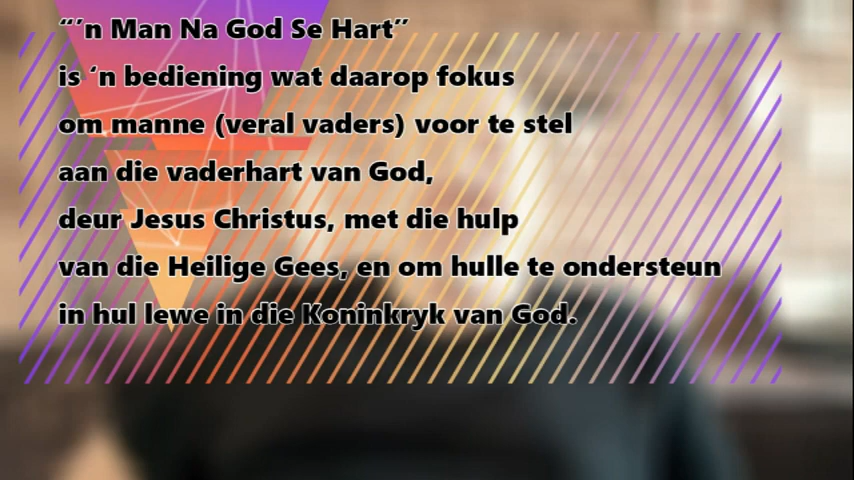 “’n Man Na God Se Hart”
is ‘n bediening wat daarop fokus
om manne (veral vaders) voor te stel
aan die vaderhart van God,
deur Jesus Christus, met die hulp
van die Heilige Gees, en om hulle te ondersteun
in hul lewe in die Koninkryk van God.